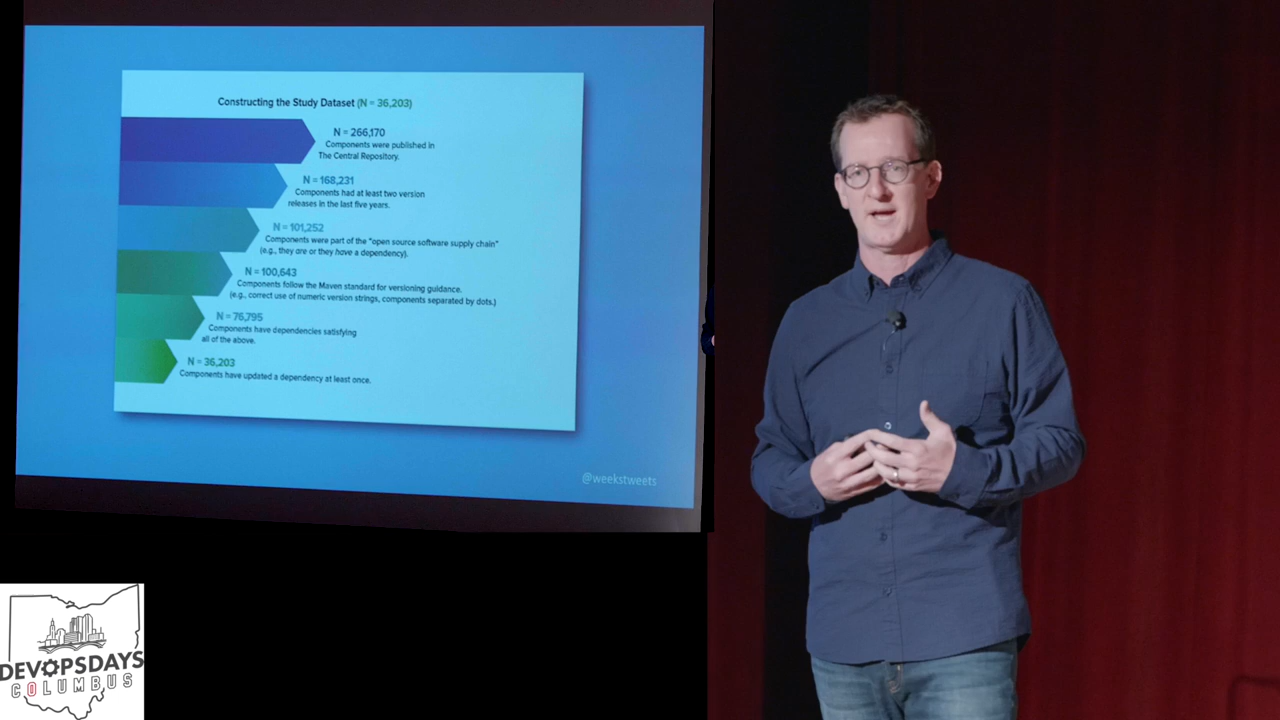 Constructing the Study Dataset (N = 36,203)
N = 266,170
Components were published in
The Central Repository.
N = 168,231
Components had at least two version
releases in the last five years.
N = 101,252
Components were part of the "open source software supply chain"
(e.g., they are or they have a dependency).
N = 100,643
Components follow the Maven standard for versioning guidance.
(e.g., correct use of numeric version strings, components separated by dots.)
N = 76,795
Components have dependencies satisfying
all of the above.
N = 36,203
Components have updated a dependency at least once.
@weekstweets
DEVOPSDAYS
COLUMBUS